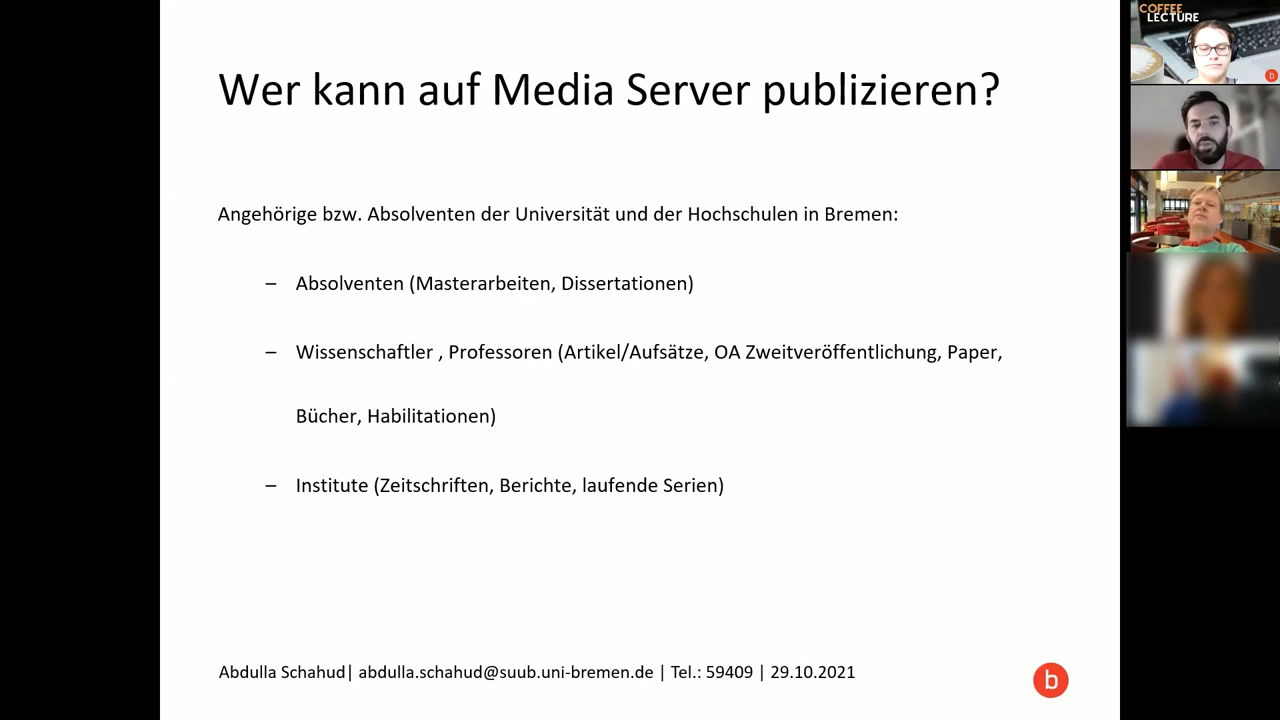 Wer kann auf Media Server publizieren?
Angehörige bzw. Absolventen der Universität und der Hochschulen in Bremen:
– Absolventen (Masterarbeiten, Dissertationen)
– Wissenschaftler , Professoren (Artikel/Aufsätze, OA Zweitveröffentlichung, Paper,
Bücher, Habilitationen)
– Institute (Zeitschriften, Berichte, laufende Serien)
Abdulla Schahud| abdulla.schahud@suub.uni-bremen.de | Tel.: 59409 | 29.10.2021
b
COFFEE
LECTURE
b